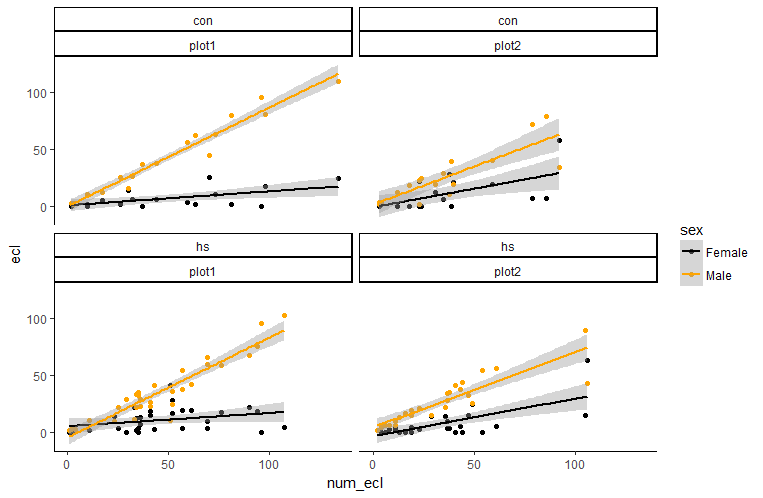 con con
plot1 plot2
100
50
0
hs hs
plot1 plot2
100
50
0
0 50 100 0 50 100
num_ecl
ecl
sex
Female
Male